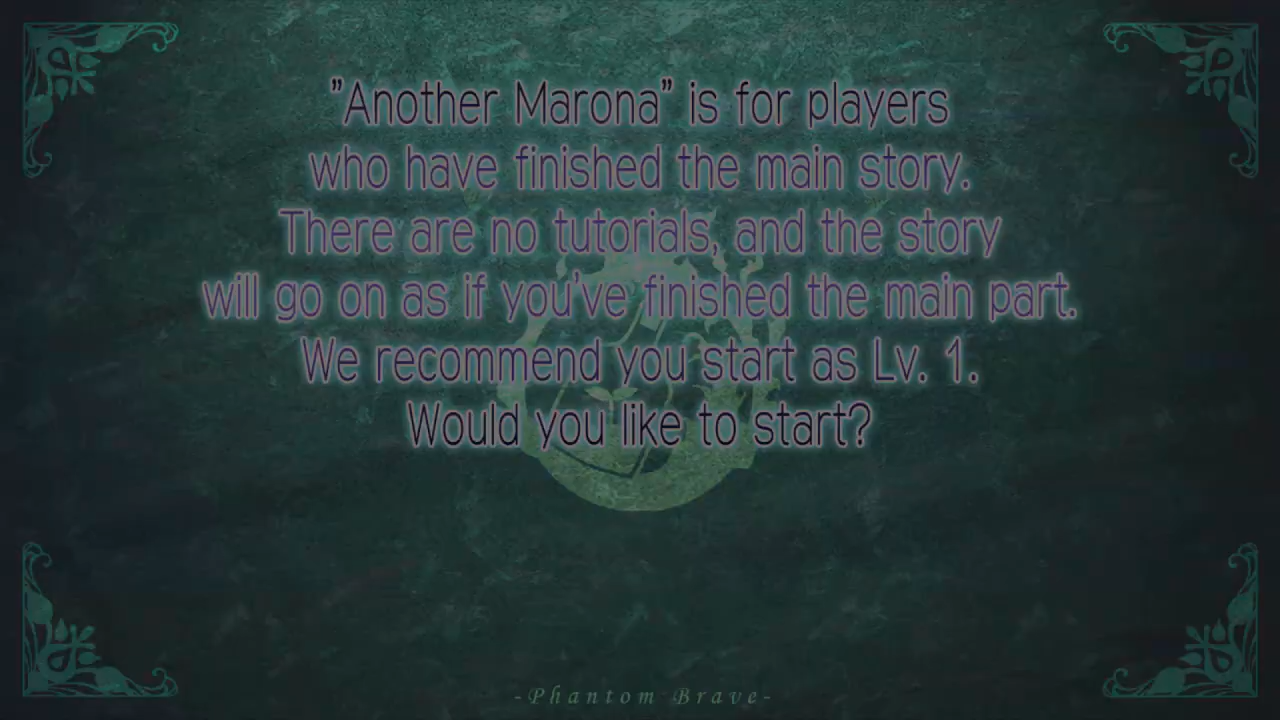 "Another Marona" is for players
who have finished the main story.
There are no tutorials, and the story
will go on as if you've finished the main part.
We recommend you start as Lv. 1.
Would you like to start?
-Phantom Brave-